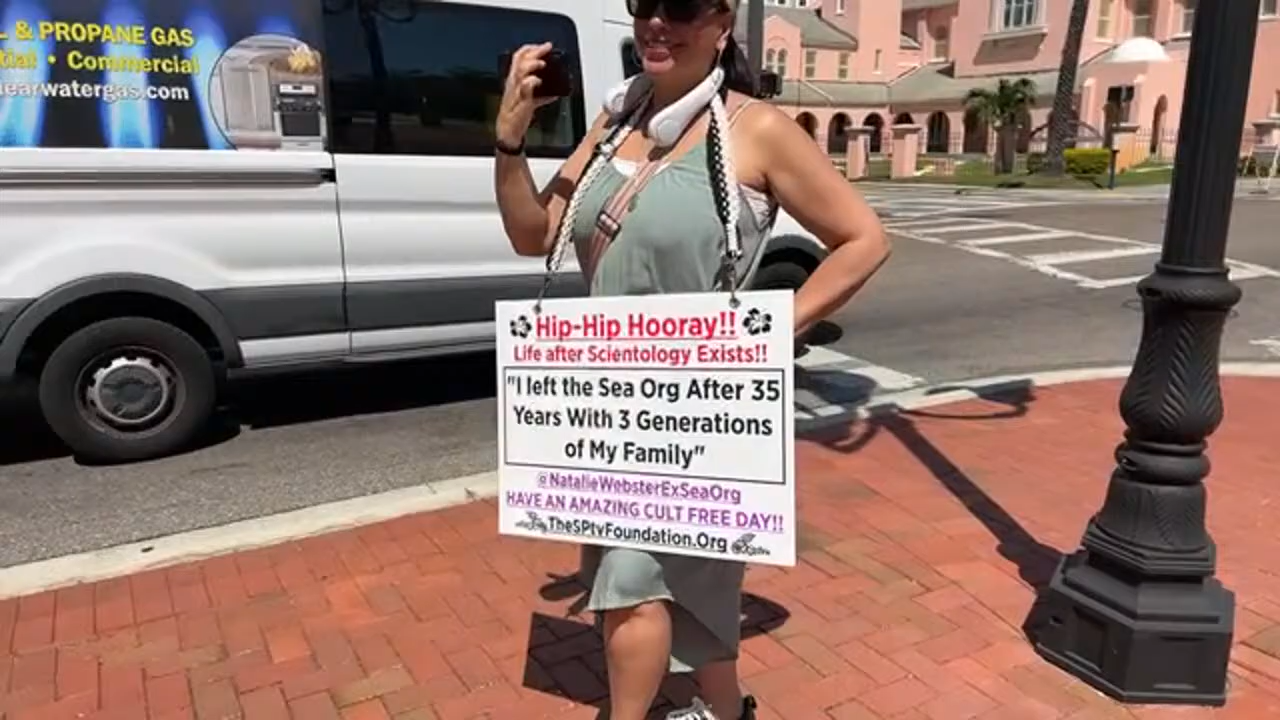 & PROPANE GAS
• Commercial
earwatergas.com
Hip-Hip Hooray!!
Life after Scientology Exists!!
"I left the Sea Org After 35
Years With 3 Generations
of My Family"
@NatalieWebsterExSeaOrg
HAVE AN AMAZING CULT FREE DAY!!
TheSPtvFoundation.Org